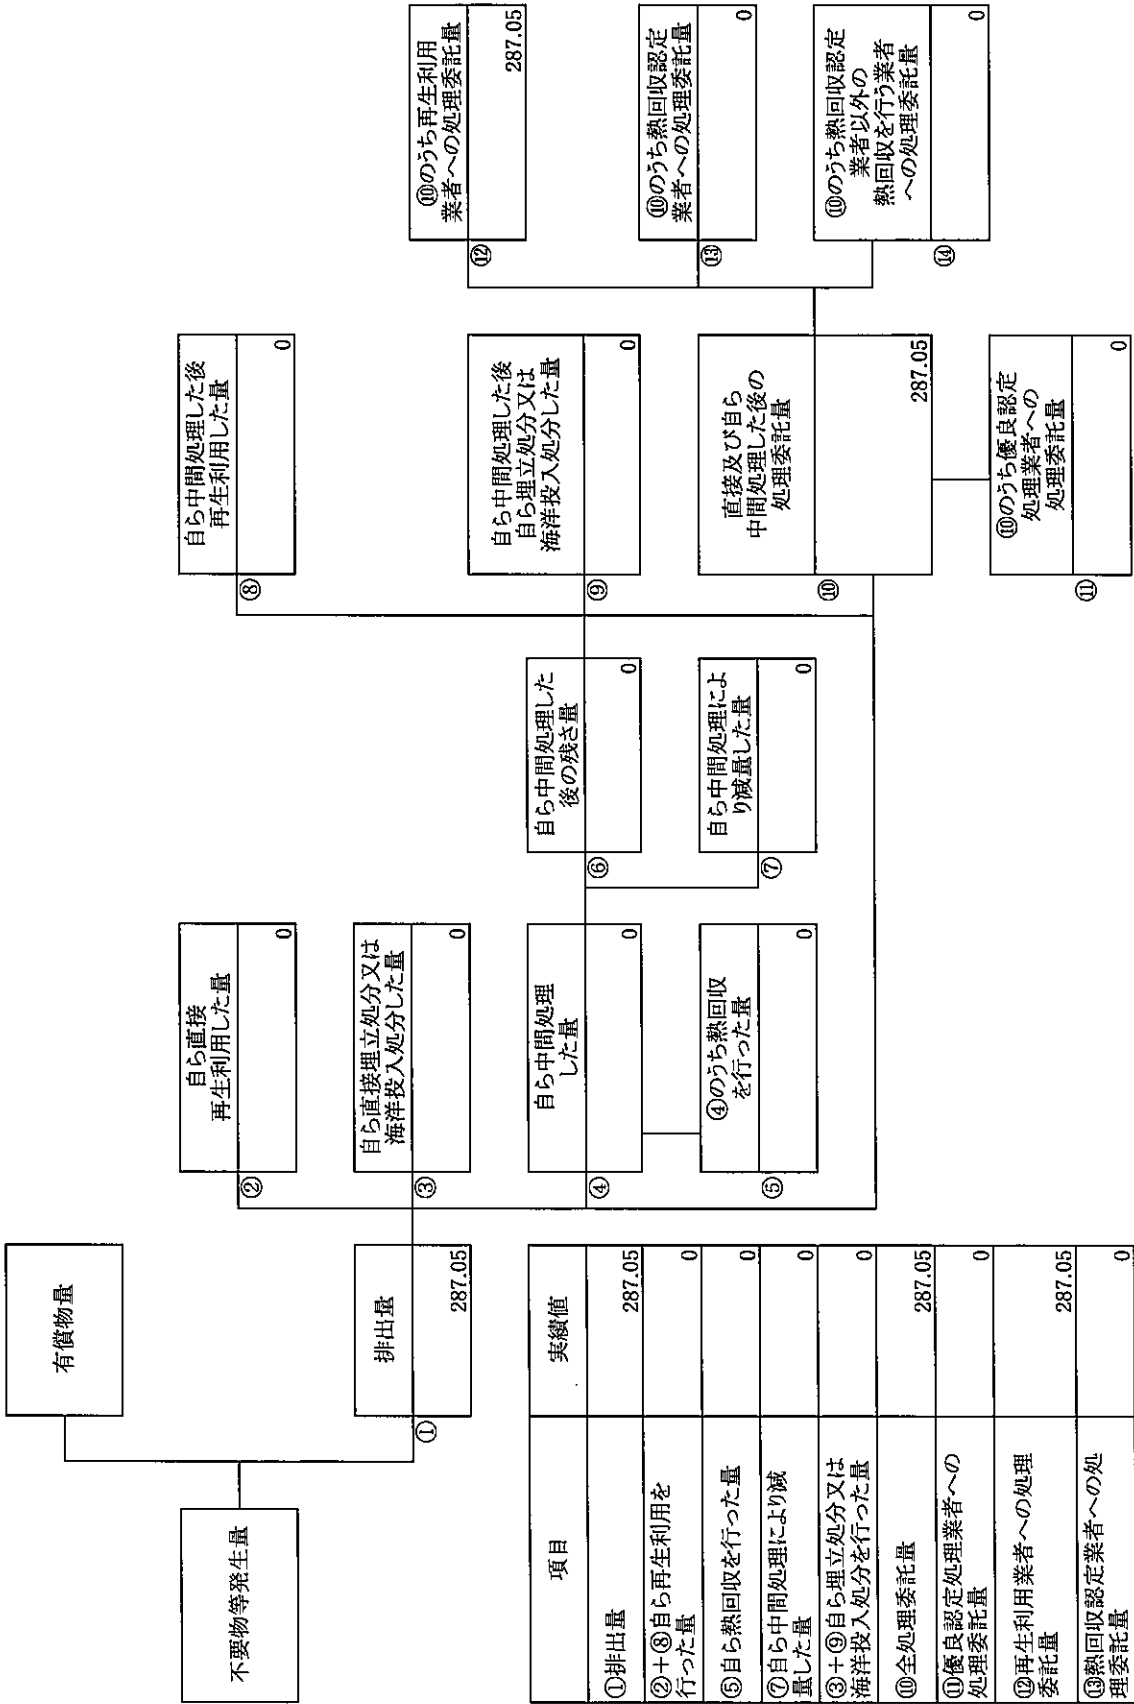 不要物等発生量
有償物量
排出量
①
287.05
自ら直接
再生利用した量
②
0
自ら直接埋立処分又は
海洋投入処分した量
③
0
自ら中間処理
した量
④
0
④のうち熱回収
を行った量
⑤
0
自ら中間処理した
後の残さ量
⑥
0
自ら中間処理によ
り減量した量
⑦
0
自ら中間処理した後
再生利用した量
⑧
0
自ら中間処理した後
自ら埋立処分又は
海洋投入処分した量
⑨
0
直接及び自ら
中間処理した後の
処理委託量
⑩
287.05
⑩のうち優良認定
処理業者への
処理委託量
⑪
0
⑩のうち再生利用
業者への処理委託量
⑫
287.05
⑩のうち熱回収認定
業者への処理委託量
⑬
0
⑩のうち熱回収認定
業者以外の
熱回収を行う業者
への処理委託量
⑭
0
項目 実績値
①排出量 287.05
②+⑧自ら再生利用を
行った量 0
⑤自ら熱回収を行った量 0
⑦自ら中間処理により減
量した量 0
③+⑨自ら埋立処分又は
海洋投入処分を行った量 0
⑩全処理委託量 287.05
⑪優良認定処理業者への
処理委託量 0
⑫再生利用業者への処理
委託量 287.05
⑬熱回収認定業者への処
理委託量 0